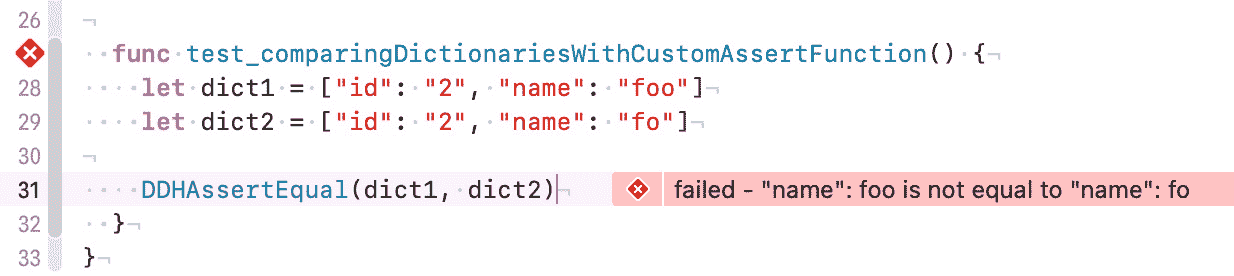 26 ¬
··func·test_comparingDictionariesWithCustomAssertFunction()·{¬
28 ····let·dict1·=·["id":·"2",·"name":·"foo"]¬
29 ····let·dict2·=·["id":·"2",·"name":·"fo"]¬
30 ¬
31 ····DDHAssertEqual(dict1,·dict2)¬ failed - "name": foo is not equal to "name": fo
32 ··}¬
33 }¬